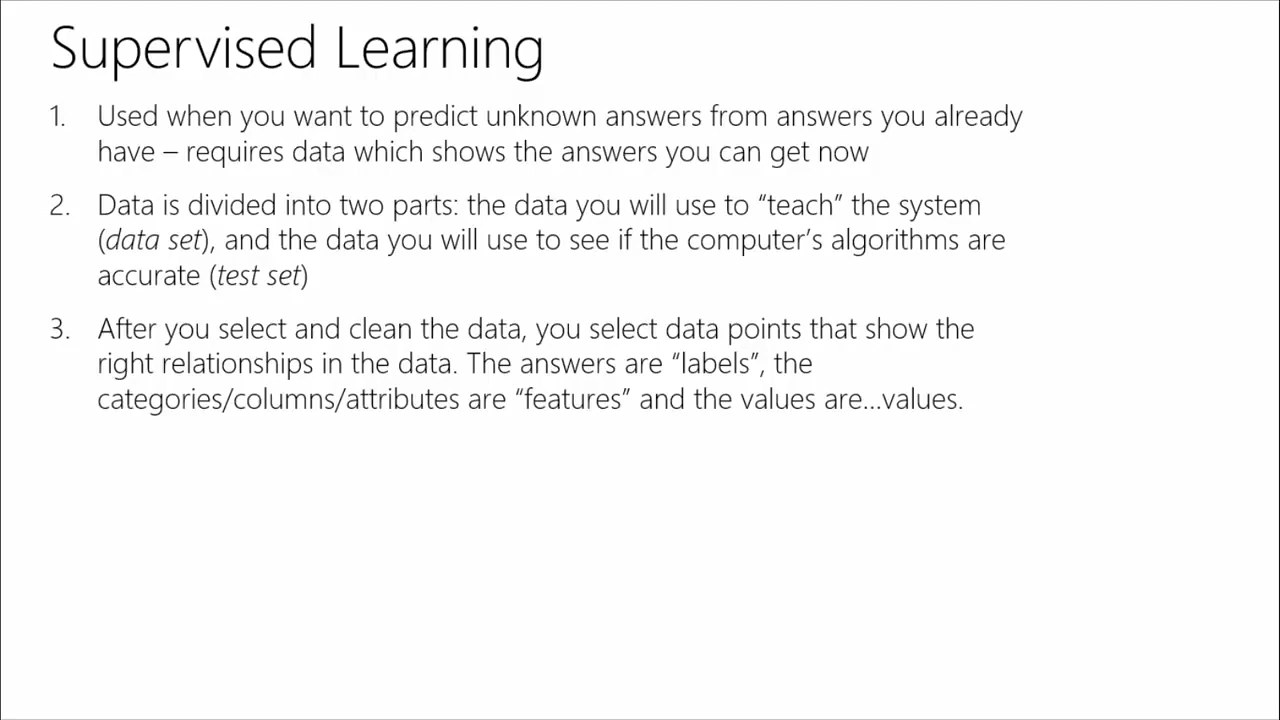 Supervised Learning
1. Used when you want to predict unknown answers from answers you already
have – requires data which shows the answers you can get now
2. Data is divided into two parts: the data you will use to “teach” the system
(data set), and the data you will use to see if the computer’s algorithms are
accurate (test set)
3. After you select and clean the data, you select data points that show the
right relationships in the data. The answers are “labels”, the
categories/columns/attributes are “features” and the values are…values.